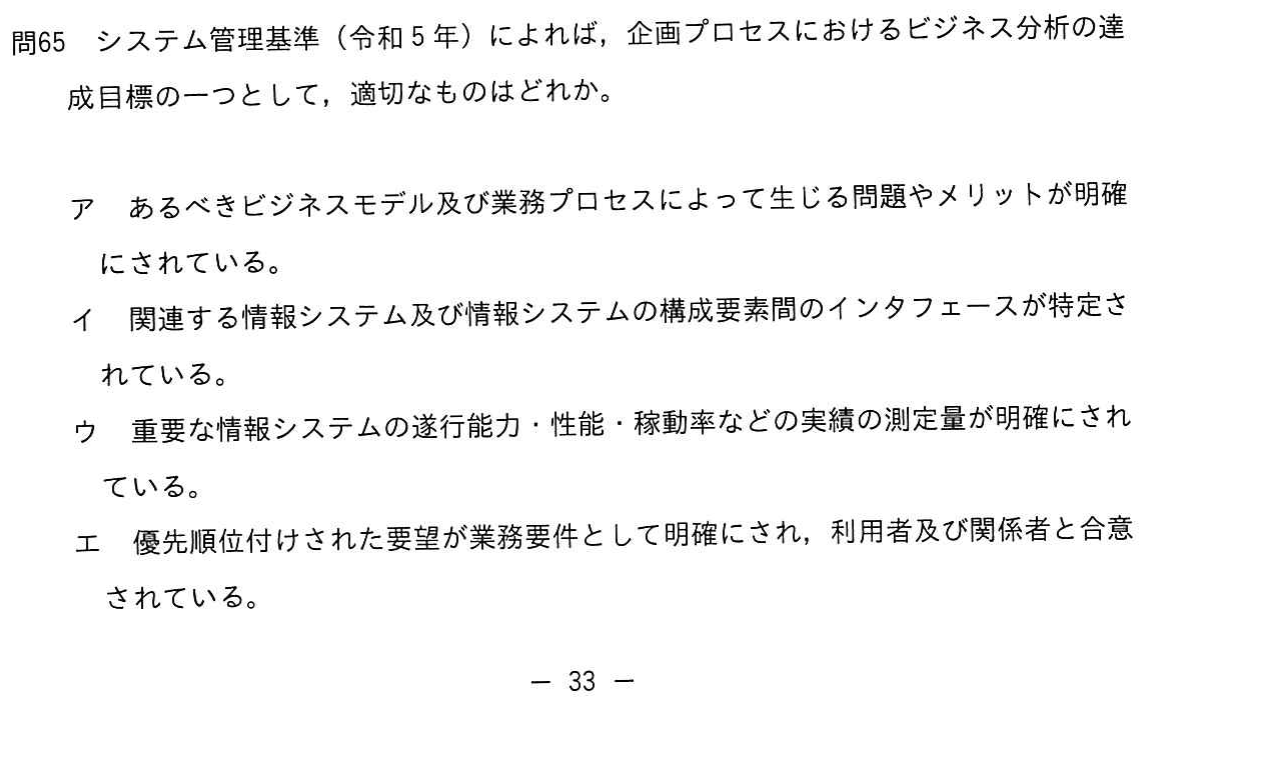 問65 システム管理基準（令和5年）によれば，企画プロセスにおけるビジネス分析の達
成目標の一つとして，適切なものはどれか。
ア あるべきビジネスモデル及び業務プロセスによって生じる問題やメリットが明確
にされている。
イ 関連する情報システム及び情報システムの構成要素間のインタフェースが特定さ
れている。
ウ 重要な情報システムの遂行能力・性能・稼動率などの実績の測定量が明確にされ
ている。
エ 優先順位付けされた要望が業務要件として明確にされ，利用者及び関係者と合意
されている。
― 33 ―